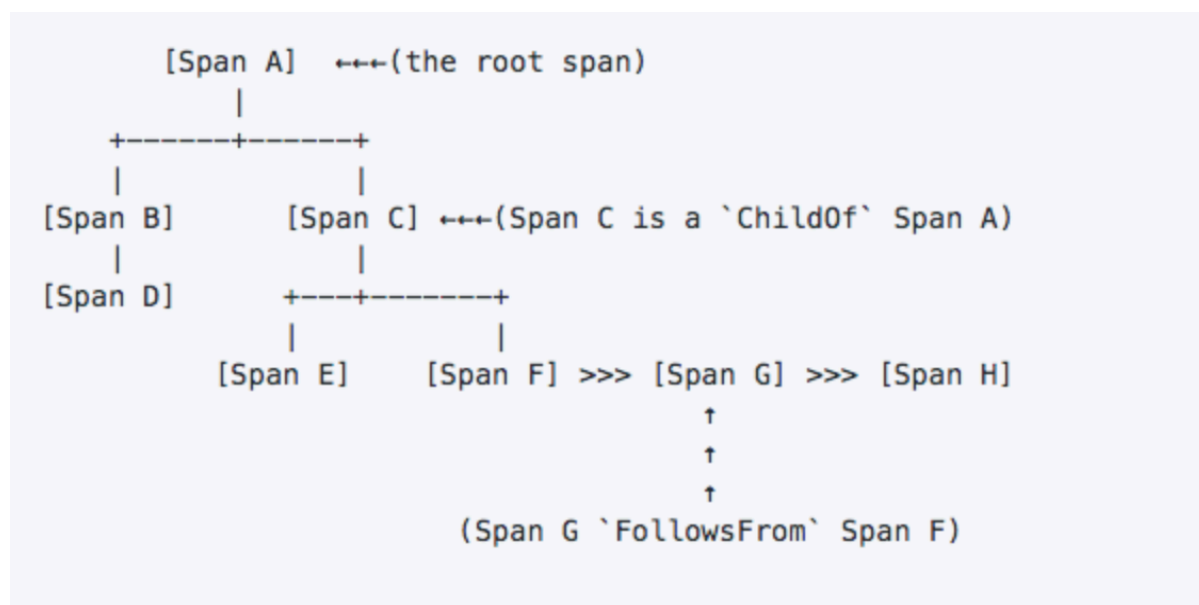 [Span A] ←←←(the root span)
|
+------+------+
| |
[Span B] [Span C] ←←←(Span C is a `ChildOf` Span A)
| |
[Span D] +---+-------+
| |
[Span E] [Span F] >>> [Span G] >>> [Span H]
↑
↑
↑
(Span G `FollowsFrom` Span F)